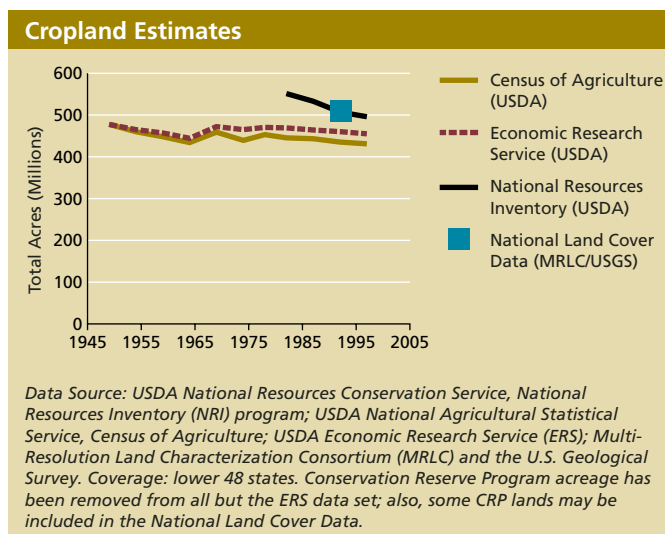 Cropland Estimates
600
500
400
300
200
100
0
Total Acres (Millions)
1945 1955 1965 1975 1985 1995 2005
Census of Agriculture
(USDA)
Economic Research
Service (USDA)
National Resources
Inventory (USDA)
National Land Cover
Data (MRLC/USGS)
Data Source: USDA National Resources Conservation Service, National
Resources Inventory (NRI) program; USDA National Agricultural Statistical
Service, Census of Agriculture; USDA Economic Research Service (ERS); Multi-
Resolution Land Characterization Consortium (MRLC) and the U.S. Geological
Survey. Coverage: lower 48 states. Conservation Reserve Program acreage has
been removed from all but the ERS data set; also, some CRP lands may be
included in the National Land Cover Data.